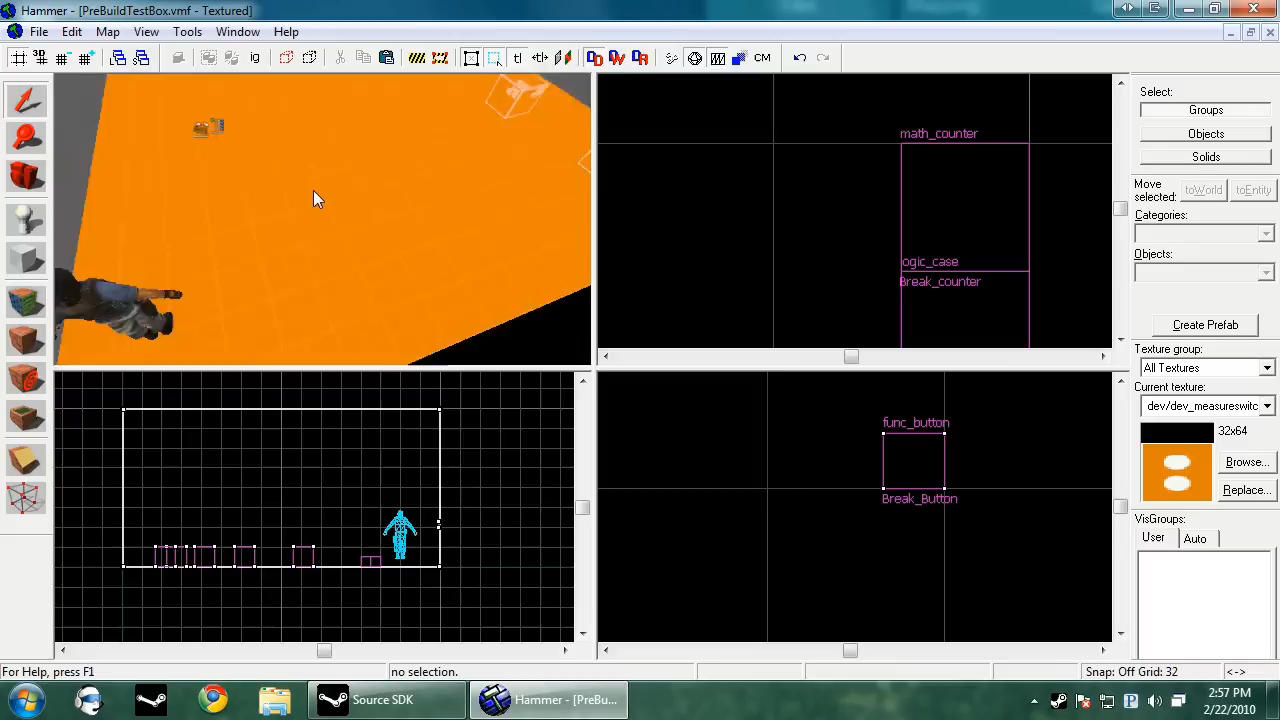 Hammer - [PreBuildTestBox.vmf - Textured]
File Edit Map View Tools Window Help
3D
tl
CM
math_counter
ogic_case
Break_counter
func_button
Break_Button
Select:
Groups
Objects
Solids
Move selected:
toWorld
toEntity
Categories:
Objects:
Create Prefab
Texture group:
All Textures
Current texture:
dev/dev_measureswitc
32x64
Browse...
Replace...
VisGroups:
User
Auto
For Help, press F1
no selection.
Snap: Off Grid: 32
<->
Source SDK
Hammer - [PreBu...
P
2:57 PM
2/22/2010